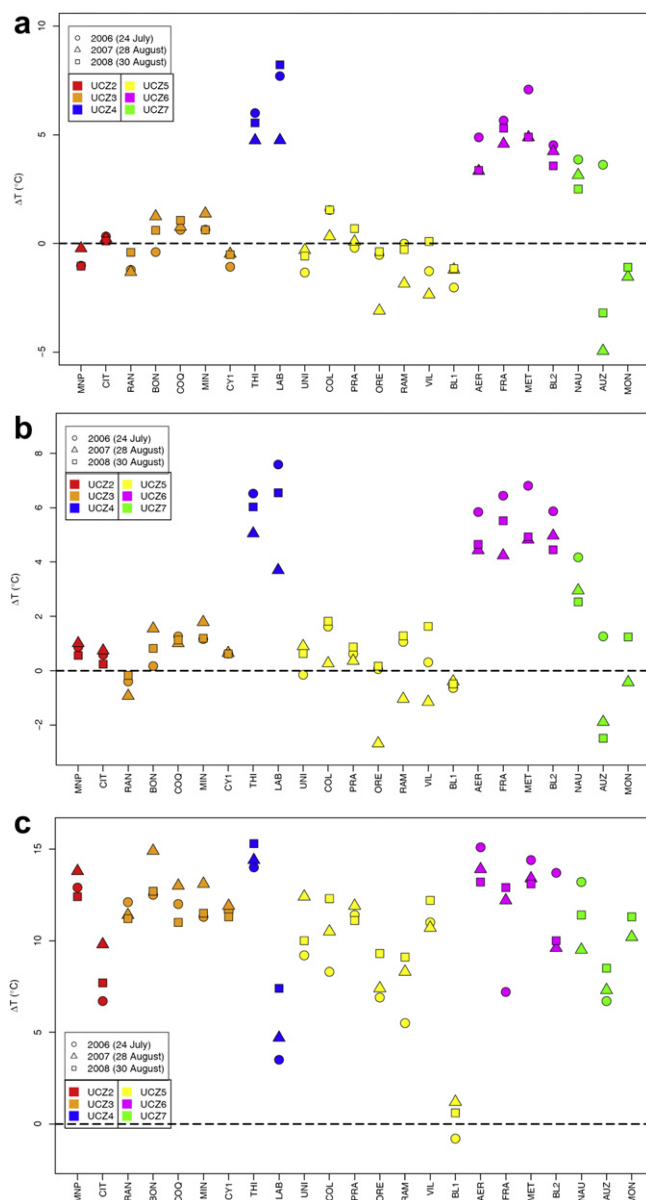 a
2006 (24 July)
2007 (28 August)
2008 (30 August)
UCZ2 UCZ5
UCZ3 UCZ6
UCZ4 UCZ7
ΔT (°C)
10
5
0
−5
MNP CIT RAN BON COQ MIN CY1 THI LAB UNI COL PRA ORE RAM VIL BL1 AER FRA MET BL2 NAU AUZ MON
b
2006 (24 July)
2007 (28 August)
2008 (30 August)
UCZ2 UCZ5
UCZ3 UCZ6
UCZ4 UCZ7
ΔT (°C)
8
6
4
2
0
−2
MNP CIT RAN BON COQ MIN CY1 THI LAB UNI COL PRA ORE RAM VIL BL1 AER FRA MET BL2 NAU AUZ MON
c
15
10
5
0
ΔT (°C)
2006 (24 July)
2007 (28 August)
2008 (30 August)
UCZ2 UCZ5
UCZ3 UCZ6
UCZ4 UCZ7
MNP CIT RAN BON COQ MIN CY1 THI LAB UNI COL PRA ORE RAM VIL BL1 AER FRA MET BL2 NAU AUZ MON